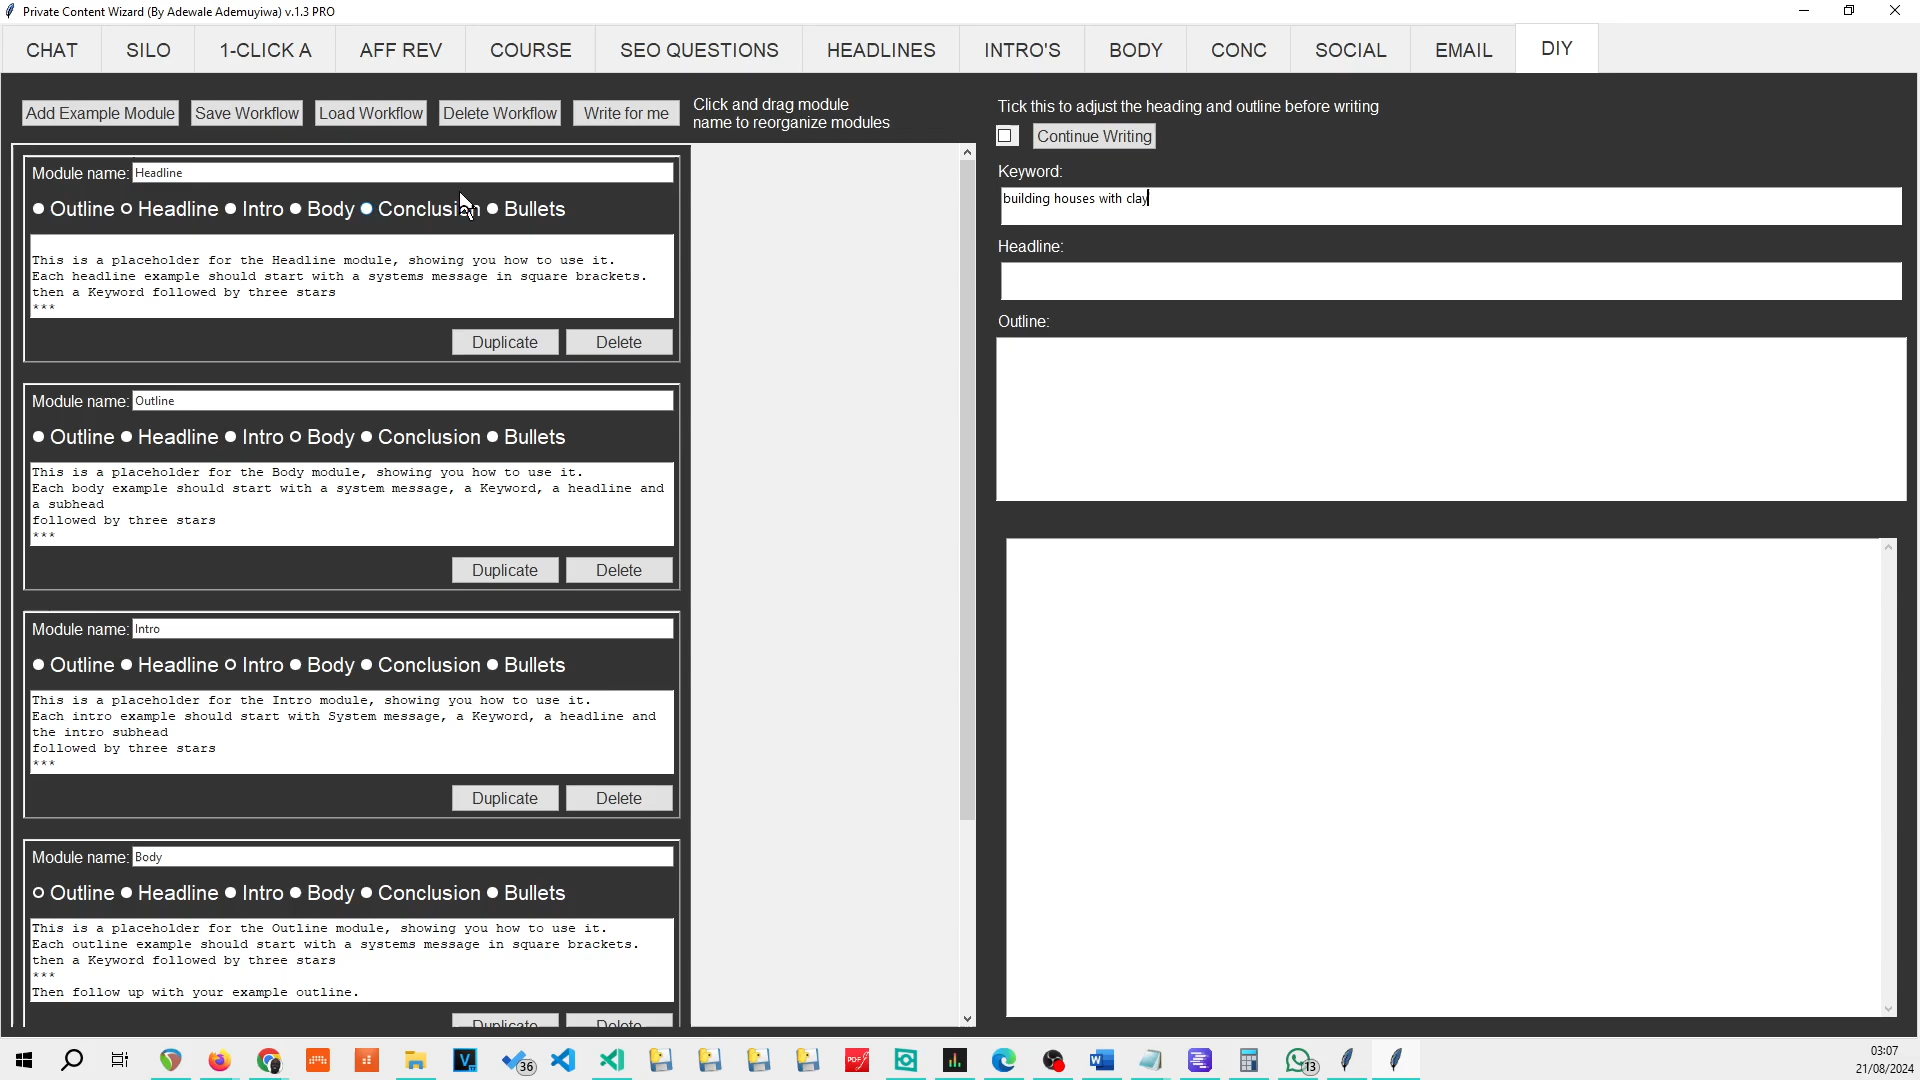 Private Content Wizard (By Adewale Ademuyiwa) v.1.3 PRO
CHAT SILO 1-CLICK A AFF REV COURSE SEO QUESTIONS HEADLINES INTRO'S BODY CONC SOCIAL EMAIL DIY
Add Example Module Save Workflow Load Workflow Delete Workflow Write for me
Click and drag module
name to reorganize modules
Module name: Headline
Outline Headline Intro Body Conclusion Bullets
This is a placeholder for the Headline module, showing you how to use it.
Each headline example should start with a systems message in square brackets.
then a Keyword followed by three stars
***
Duplicate Delete
Module name: Outline
Outline Headline Intro Body Conclusion Bullets
This is a placeholder for the Body module, showing you how to use it.
Each body example should start with a system message, a Keyword, a headline and
a subhead
followed by three stars
***
Duplicate Delete
Module name: Intro
Outline Headline Intro Body Conclusion Bullets
This is a placeholder for the Intro module, showing you how to use it.
Each intro example should start with System message, a Keyword, a headline and
the intro subhead
followed by three stars
***
Duplicate Delete
Module name: Body
Outline Headline Intro Body Conclusion Bullets
This is a placeholder for the Outline module, showing you how to use it.
Each outline example should start with a systems message in square brackets.
then a Keyword followed by three stars
***
Then follow up with your example outline.
Duplicate Delete
Tick this to adjust the heading and outline before writing
Continue Writing
Keyword:
building houses with clay
Headline:
Outline:
PDF
36
13
03:07
21/08/2024